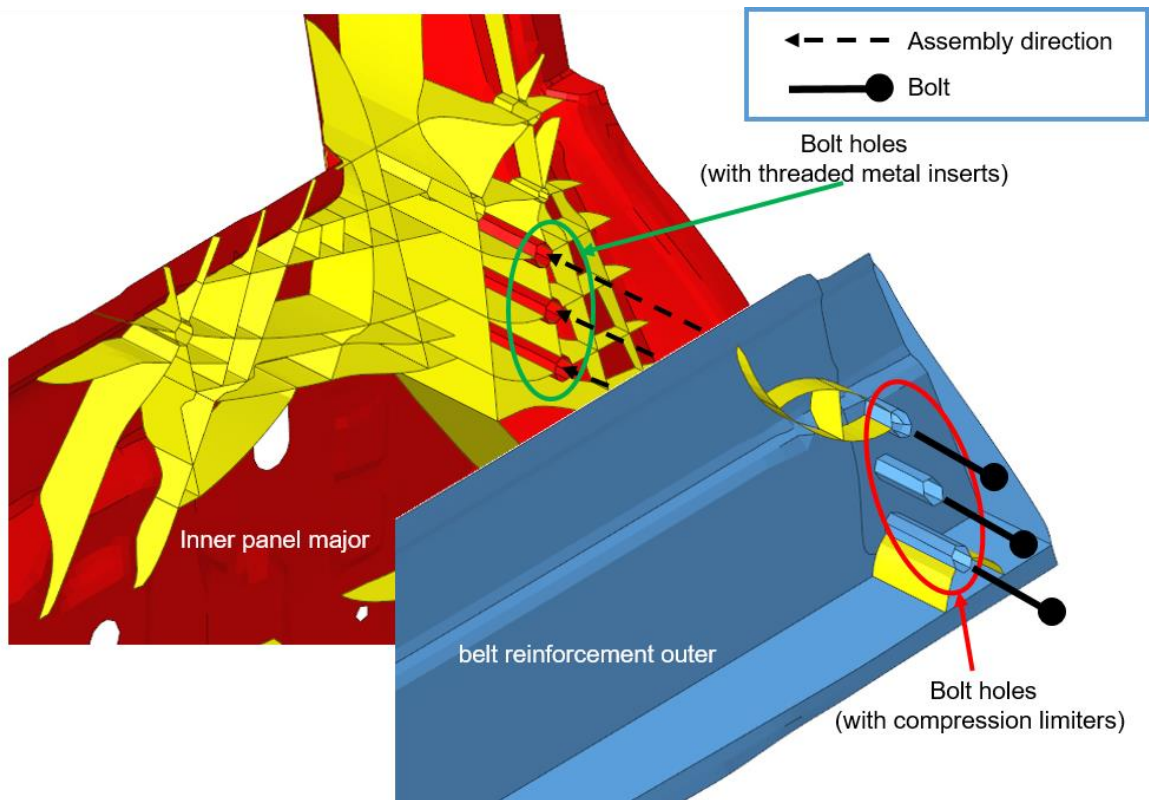 Assembly direction
Bolt
Bolt holes
(with threaded metal inserts)
Inner panel major
belt reinforcement outer
Bolt holes
(with compression limiters)